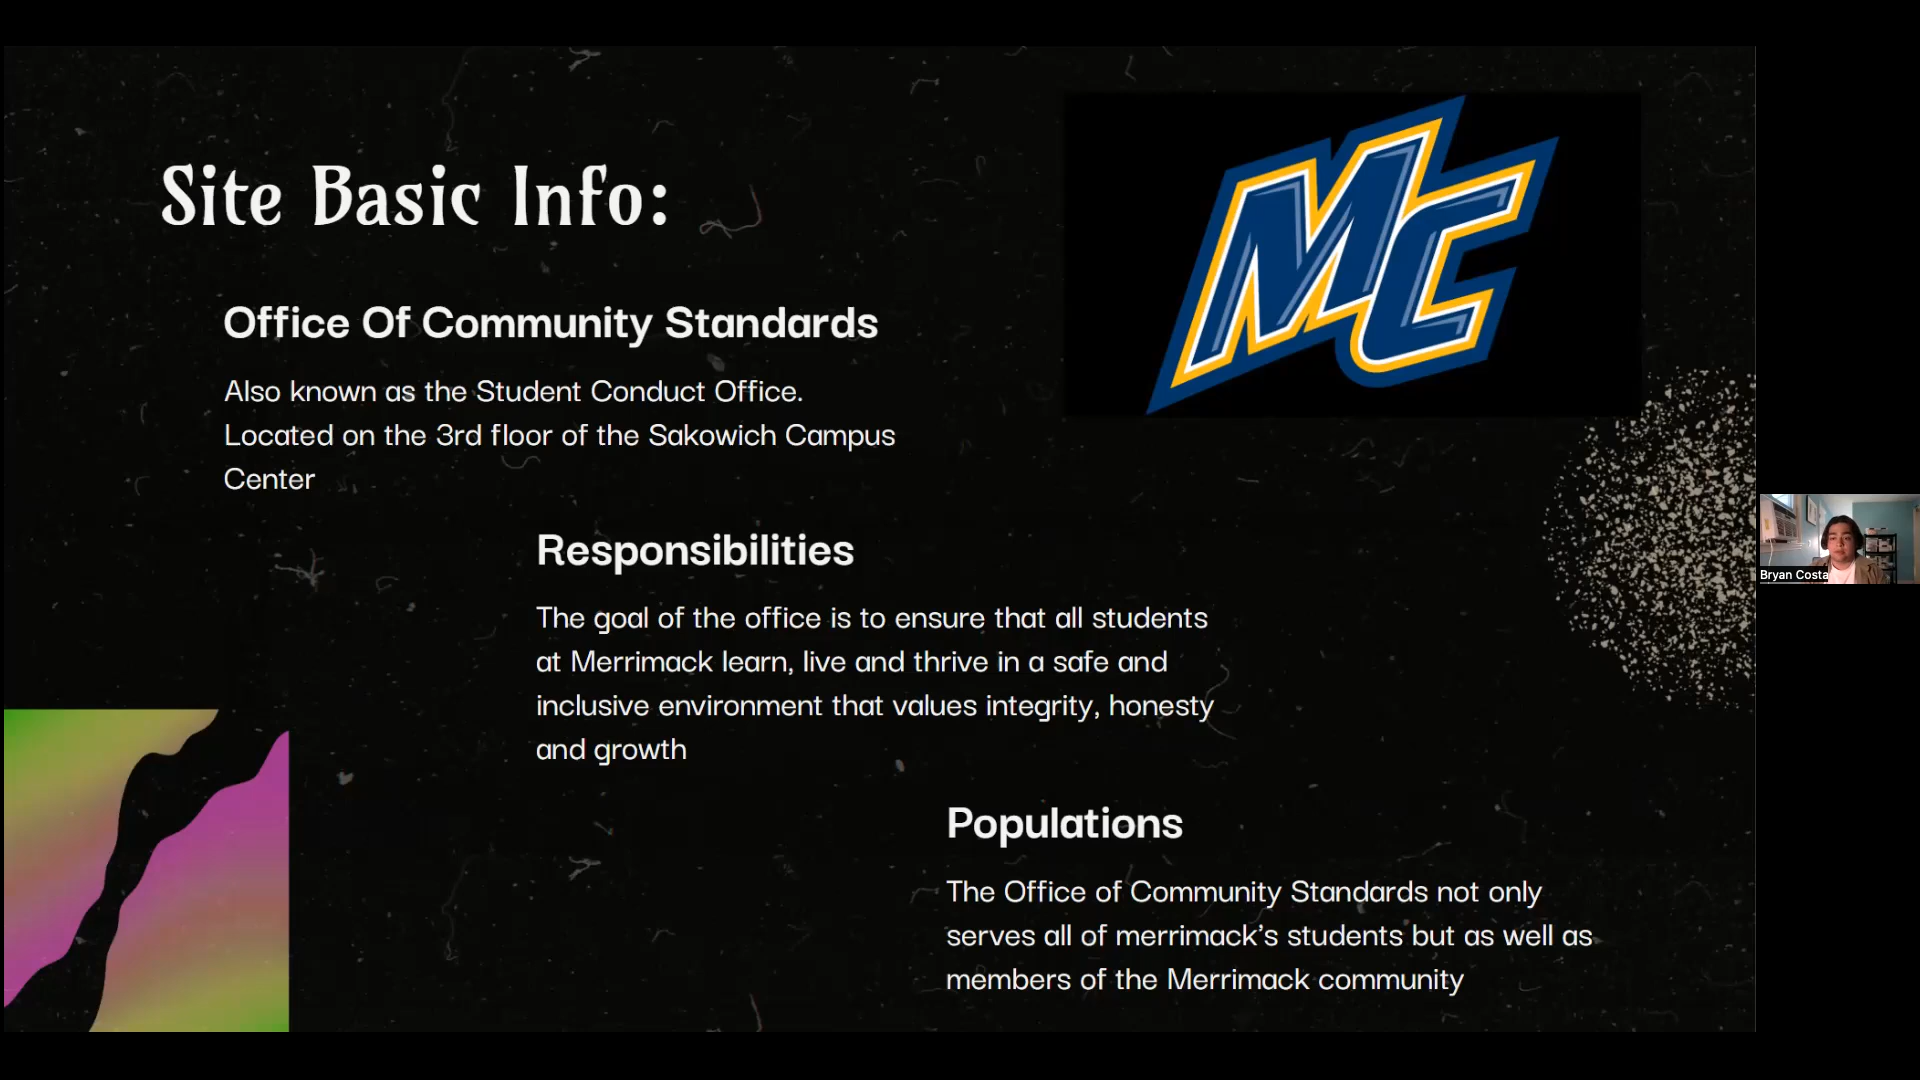 Site Basic Info:
MC
Office Of Community Standards
Also known as the Student Conduct Office.
Located on the 3rd floor of the Sakowich Campus
Center
Responsibilities
The goal of the office is to ensure that all students
at Merrimack learn, live and thrive in a safe and
inclusive environment that values integrity, honesty
and growth
Bryan Costa
Populations
The Office of Community Standards not only
serves all of merrimack's students but as well as
members of the Merrimack community